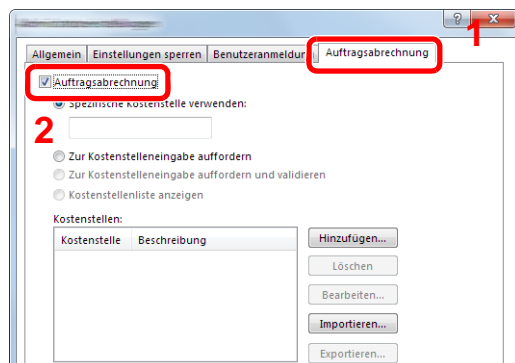 ? x
1
Allgemein Einstellungen sperren Benutzeranmeldun Auftragsabrechnung
Auftragsabrechnung
Spezifische Kostenstelle verwenden:
2
Zur Kostenstelleneingabe auffordern
Zur Kostenstelleneingabe auffordern und validieren
Kostenstellenliste anzeigen
Kostenstellen:
Kostenstelle Beschreibung
Hinzufügen...
Löschen
Bearbeiten...
Importieren...
Exportieren...